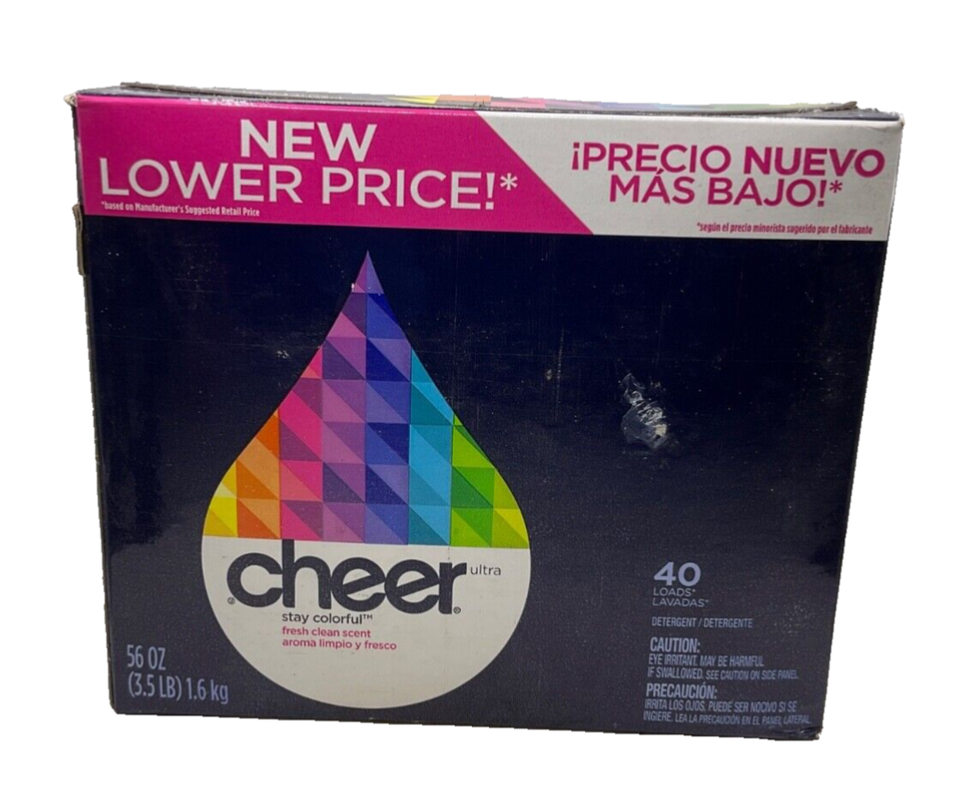 NEW
LOWER PRICE!*
*based on Manufacturer's Suggested Retail Price
¡PRECIO NUEVO
MÁS BAJO!*
*según el precio minorista sugerido por el fabricante
cheer® ultra
stay colorful™
fresh clean scent
aroma limpio y fresco
56 OZ
(3.5 LB) 1.6 kg
40
LOADS*
LAVADAS*
DETERGENT / DETERGENTE
CAUTION:
EYE IRRITANT. MAY BE HARMFUL
IF SWALLOWED. SEE CAUTION ON SIDE PANEL.
PRECAUCIÓN:
IRRITA LOS OJOS. PUEDE SER NOCIVO SI SE
INGIERE. LEA LA PRECAUCIÓN EN EL PANEL LATERAL.